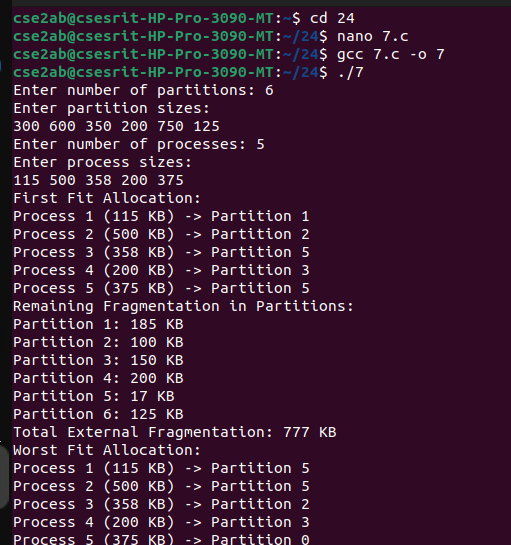 cse2ab@csesrit-HP-Pro-3090-MT:~$ cd 24
cse2ab@csesrit-HP-Pro-3090-MT:~/24$ nano 7.c
cse2ab@csesrit-HP-Pro-3090-MT:~/24$ gcc 7.c -o 7
cse2ab@csesrit-HP-Pro-3090-MT:~/24$ ./7
Enter number of partitions: 6
Enter partition sizes:
300 600 350 200 750 125
Enter number of processes: 5
Enter process sizes:
115 500 358 200 375
First Fit Allocation:
Process 1 (115 KB) -> Partition 1
Process 2 (500 KB) -> Partition 2
Process 3 (358 KB) -> Partition 5
Process 4 (200 KB) -> Partition 3
Process 5 (375 KB) -> Partition 5
Remaining Fragmentation in Partitions:
Partition 1: 185 KB
Partition 2: 100 KB
Partition 3: 150 KB
Partition 4: 200 KB
Partition 5: 17 KB
Partition 6: 125 KB
Total External Fragmentation: 777 KB
Worst Fit Allocation:
Process 1 (115 KB) -> Partition 5
Process 2 (500 KB) -> Partition 5
Process 3 (358 KB) -> Partition 2
Process 4 (200 KB) -> Partition 3
Process 5 (375 KB) -> Partition 0